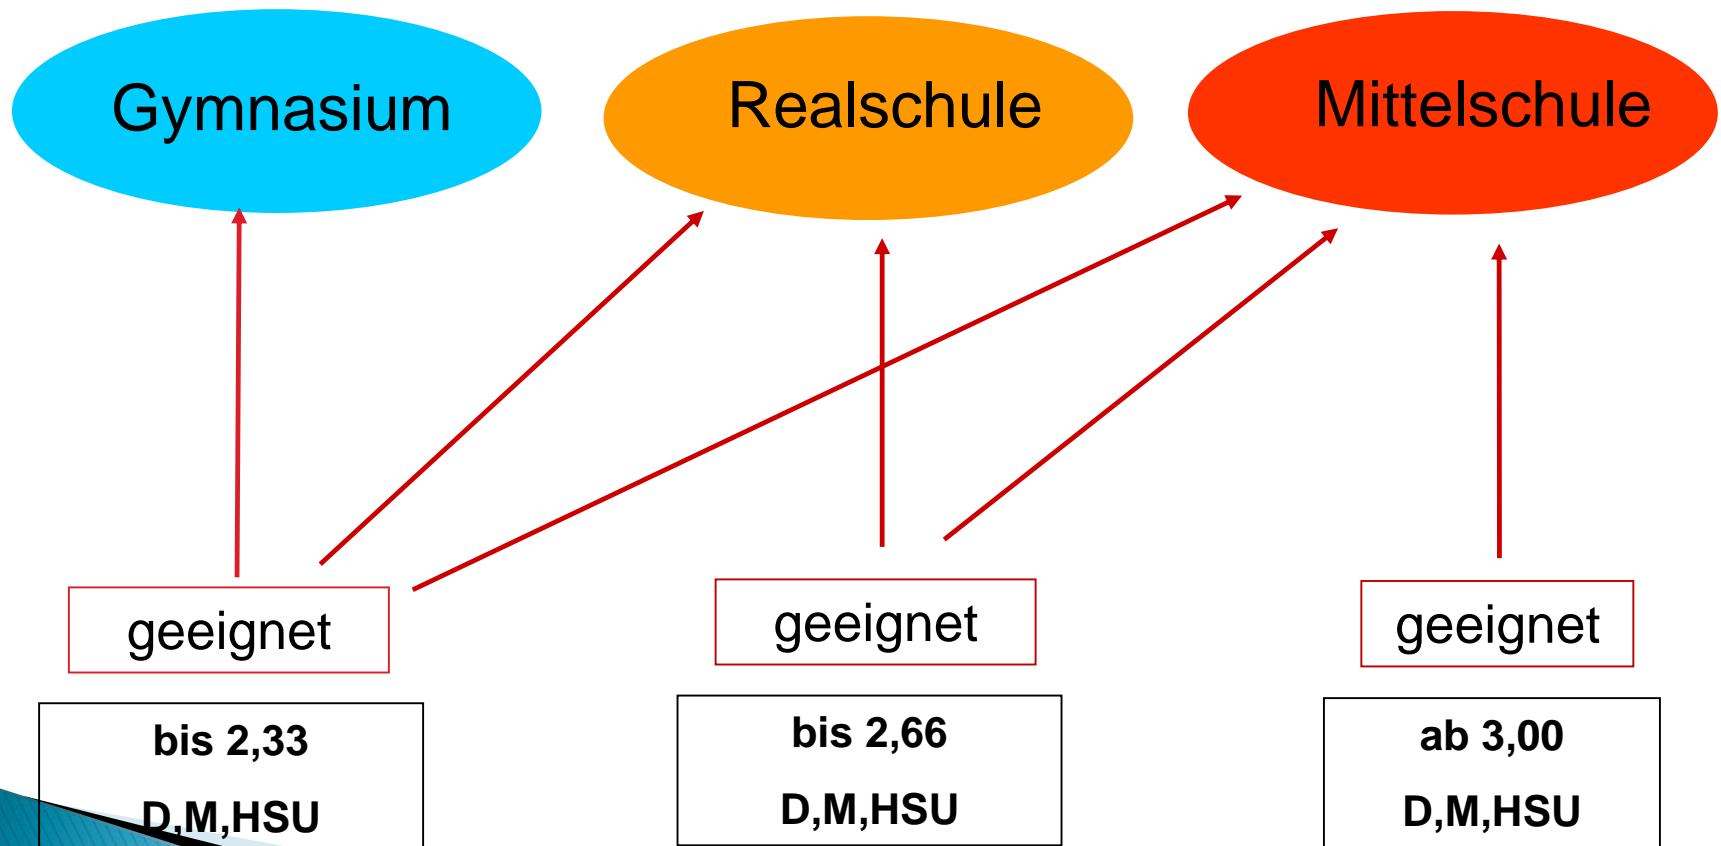 Gymnasium
Realschule
Mittelschule
geeignet
geeignet
geeignet
bis 2,33
D,M,HSU
bis 2,66
D,M,HSU
ab 3,00
D,M,HSU